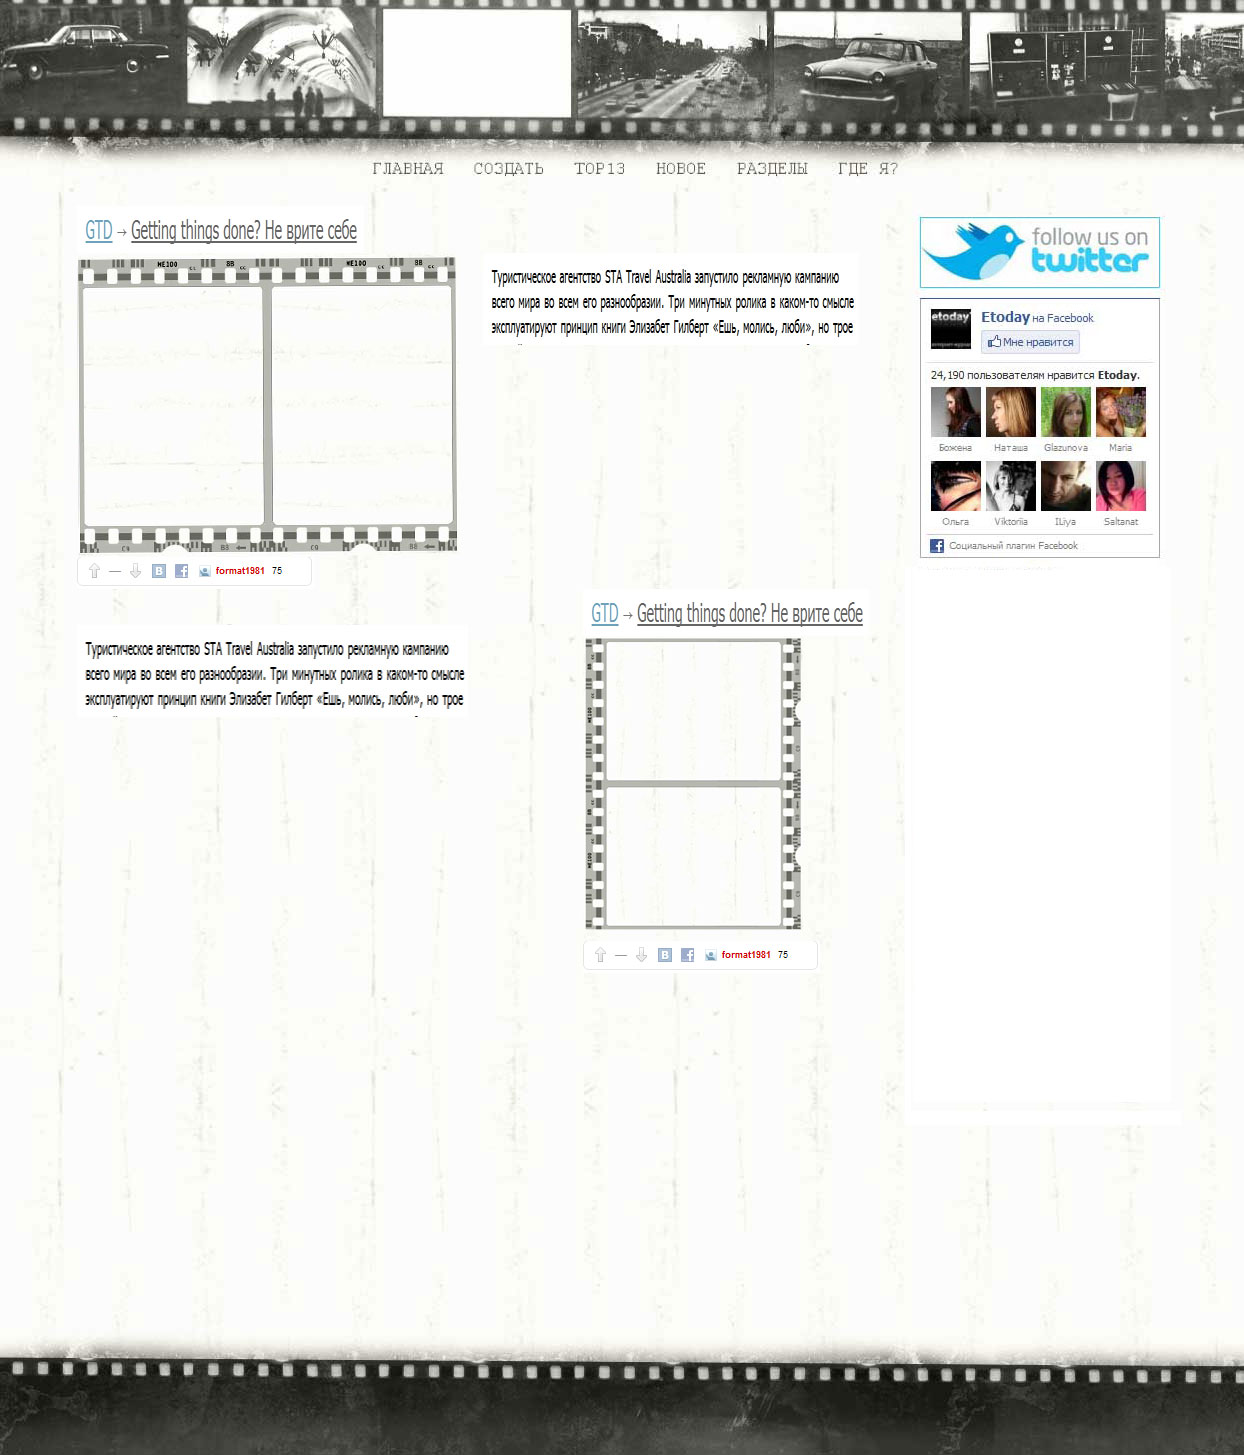 ГЛАВНАЯ СОЗДАТЬ TOP13 НОВОЕ РАЗДЕЛЫ ГДЕ Я?
GTD → Getting things done? Не врите себе
ME100 8B ME100 8B
Туристическое агентство STA Travel Australia запустило рекламную кампанию
всего мира во всем его разнообразии. Три минутных ролика в каком-то смысле
эксплуатируют принцип книги Элизабет Гилберт «Ешь, молись, люби», но трое
format1981 75
Туристическое агентство STA Travel Australia запустило рекламную кампанию
всего мира во всем его разнообразии. Три минутных ролика в каком-то смысле
эксплуатируют принцип книги Элизабет Гилберт «Ешь, молись, люби», но трое
GTD → Getting things done? Не врите себе
format1981 75
follow us on
twitter
etoday
Etoday на Facebook
Мне нравится
24,190 пользователям нравится Etoday.
Божена Наташа Glazunova Maria
Ольга Viktoriia ILiya Saltanat
Социальный плагин Facebook